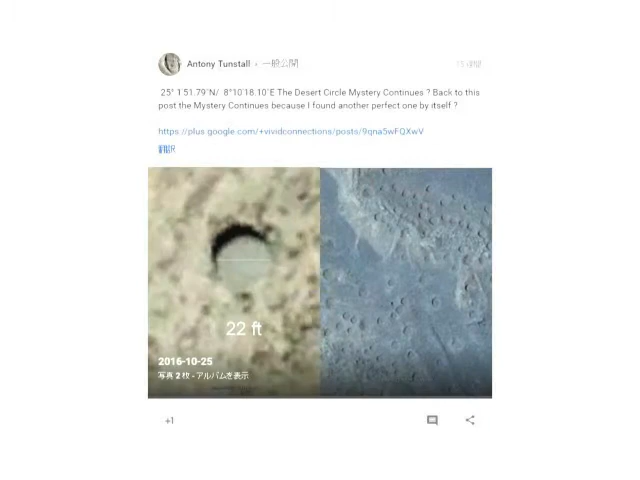 Antony Tunstall › 一般公開
25° 1'51.79"N/ 8°10'18.10"E The Desert Circle Mystery Continues ? Back to this
post the Mystery Continues because I found another perfect one by itself ?
https://plus.google.com/+vividconnections/posts/9qna5wFQXwV
翻訳
22 ft
2016-10-25
写真 2 枚 - アルバムを表示
+1